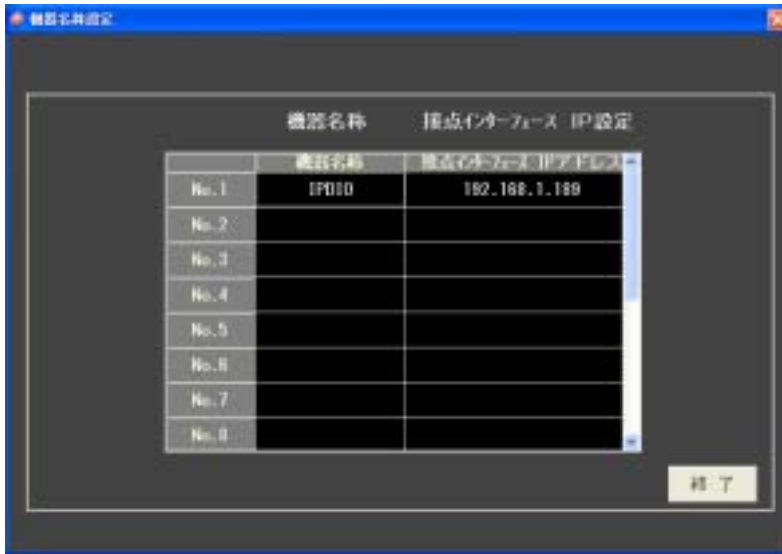 機器名称設定
機器名称 接点インターフェース IP設定
機器名称 接点インターフェース IPアドレス
No.1 IPDIO 192.168.1.189
No.2
No.3
No.4
No.5
No.6
No.7
No.8
終 了